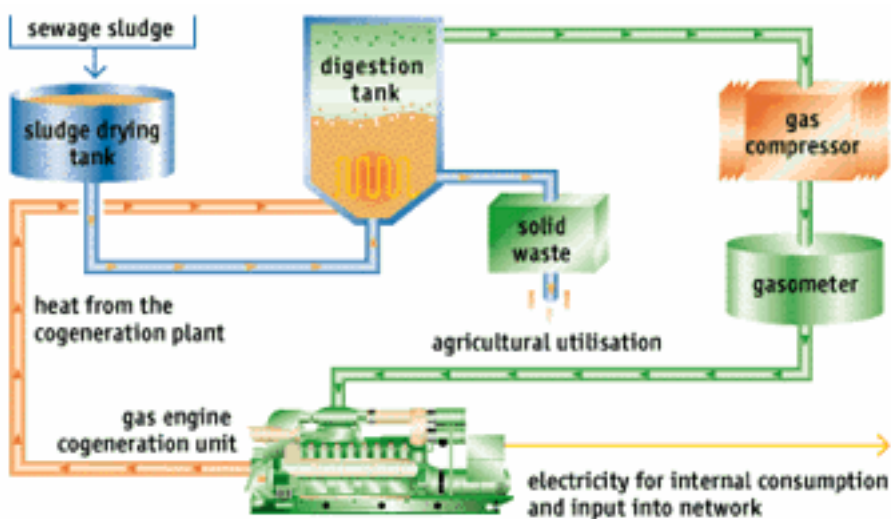 sewage sludge
sludge drying
tank
digestion
tank
gas
compressor
solid
waste
gasometer
heat from the
cogeneration plant
agricultural utilisation
gas engine
cogeneration unit
electricity for internal consumption
and input into network